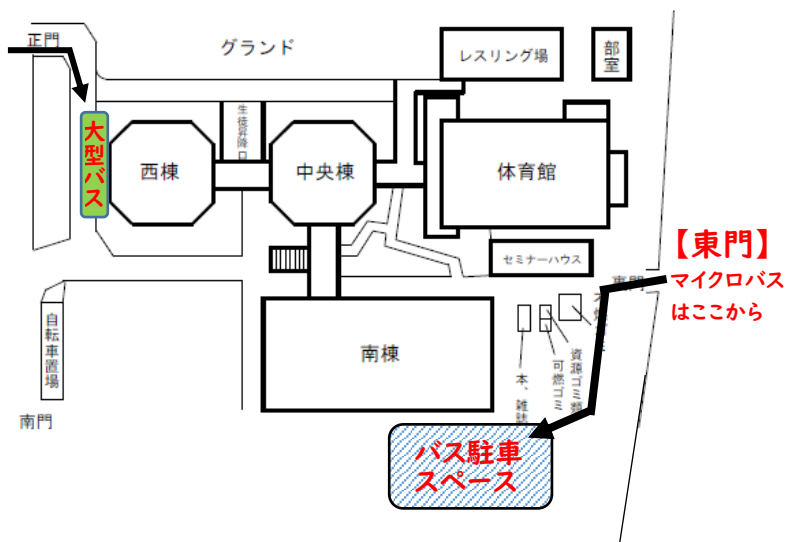 正門
グランド
レスリング場
部室
大型バス
西棟
生徒昇降口
中央棟
体育館
セミナーハウス
【東門】
マイクロバス
はここから
東門
自転車置場
南棟
資源ゴミ類
可燃ゴミ
本、雑誌
南門
バス駐車
スペース